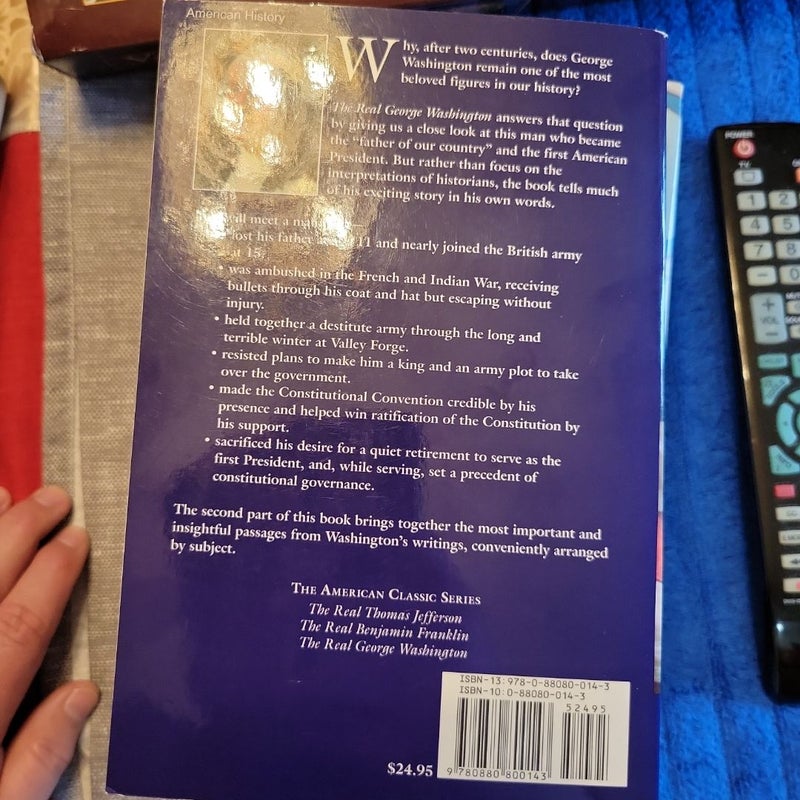 American History
Why, after two centuries, does George
Washington remain one of the most
beloved figures in our history?
The Real George Washington answers that question
by giving us a close look at this man who became
the "father of our country" and the first American
President. But rather than focus on the
interpretations of historians, the book tells much
of his exciting story in his own words.
will meet a man
lost his father 11 and nearly joined the British army
at 15.
• was ambushed in the French and Indian War, receiving
bullets through his coat and hat but escaping without
injury.
• held together a destitute army through the long and
terrible winter at Valley Forge.
• resisted plans to make him a king and an army plot to take
over the government.
• made the Constitutional Convention credible by his
presence and helped win ratification of the Constitution by
his support.
• sacrificed his desire for a quiet retirement to serve as the
first President, and, while serving, set a precedent of
constitutional governance.
The second part of this book brings together the most important and
insightful passages from Washington's writings, conveniently arranged
by subject.
THE AMERICAN CLASSIC SERIES
The Real Thomas Jefferson
The Real Benjamin Franklin
The Real George Washington
ISBN-13: 978-0-88080-014-3
ISBN-10: 0-88080-014-3
52495
$24.95
9 780880 800143
POWER
TV
1 2
4 5
7 8
- 0
+
VOL
-